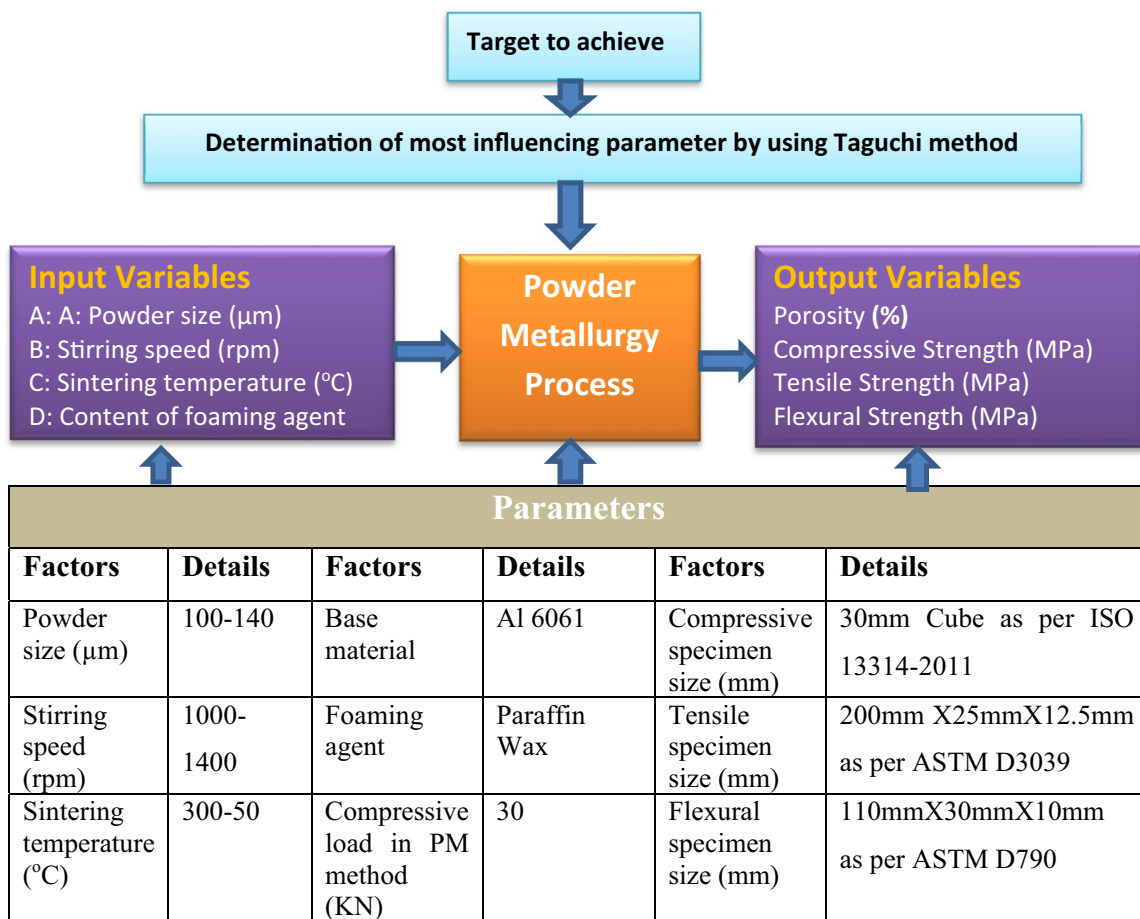 Target to achieve
Determination of most influencing parameter by using Taguchi method
Input Variables
A: A: Powder size (µm)
B: Stirring speed (rpm)
C: Sintering temperature (°C)
D: Content of foaming agent
Powder
Metallurgy
Process
Output Variables
Porosity (%)
Compressive Strength (MPa)
Tensile Strength (MPa)
Flexural Strength (MPa)
Parameters
Factors
Details
Factors
Details
Factors
Details
Powder
size (µm)
100-140
Base
material
Al 6061
Compressive
specimen
size (mm)
30mm Cube as per ISO
13314-2011
Stirring
speed
(rpm)
1000-
1400
Foaming
agent
Paraffin
Wax
Tensile
specimen
size (mm)
200mm X25mmX12.5mm
as per ASTM D3039
Sintering
temperature
(°C)
300-50
Compressive
load in PM
method
(KN)
30
Flexural
specimen
size (mm)
110mmX30mmX10mm
as per ASTM D790